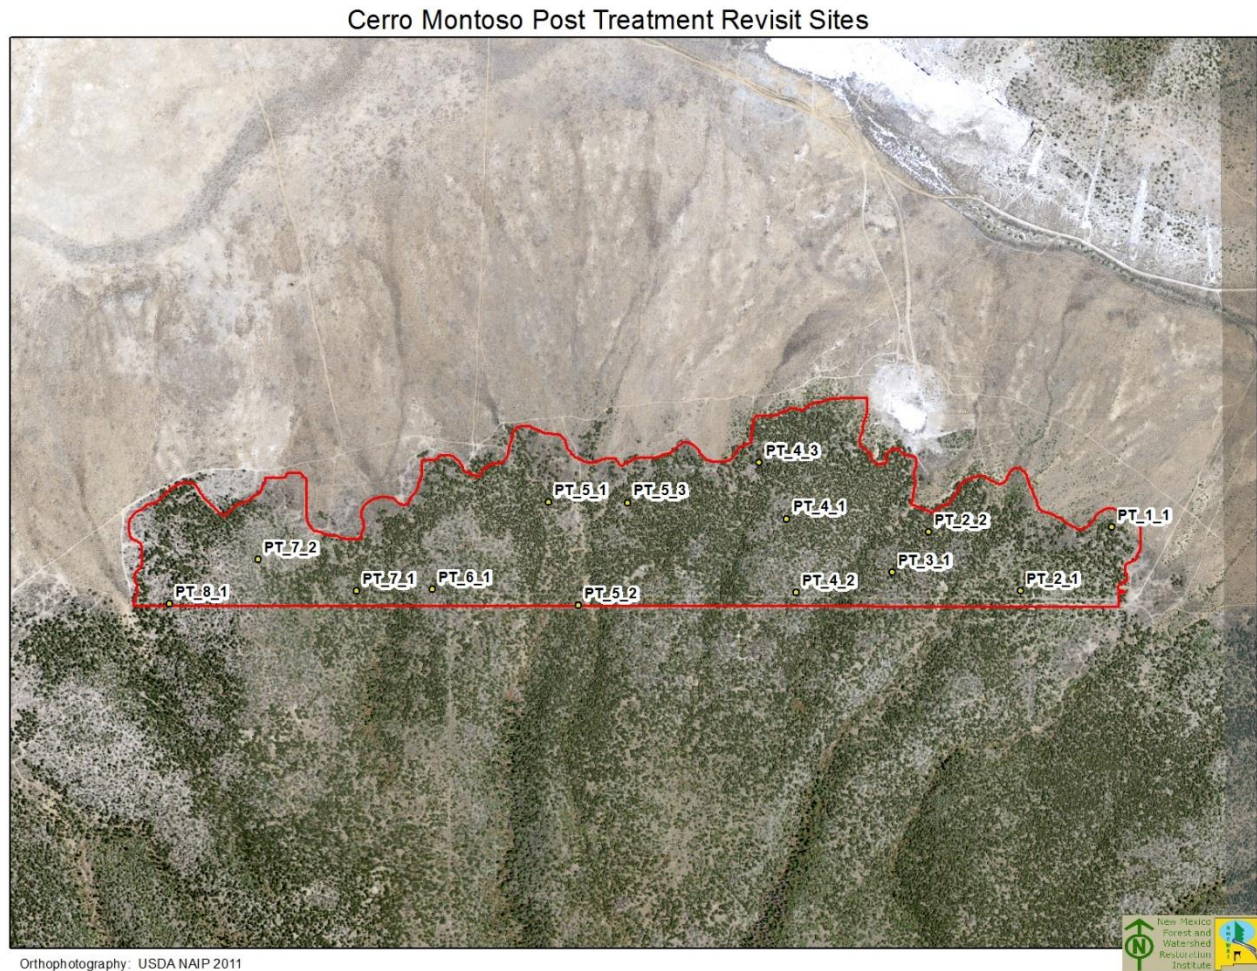 Cerro Montoso Post Treatment Revisit Sites
PT_4_3
PT_5_1
PT_5_3
PT_4_1
PT_2_2
PT_1_1
PT_7_2
PT_3_1
PT_8_1
PT_7_1
PT_6_1
PT_5_2
PT_4_2
PT_2_1
N
New Mexico
Forest and
Watershed
Restoration
Institute
Orthophotography: USDA NAIP 2011